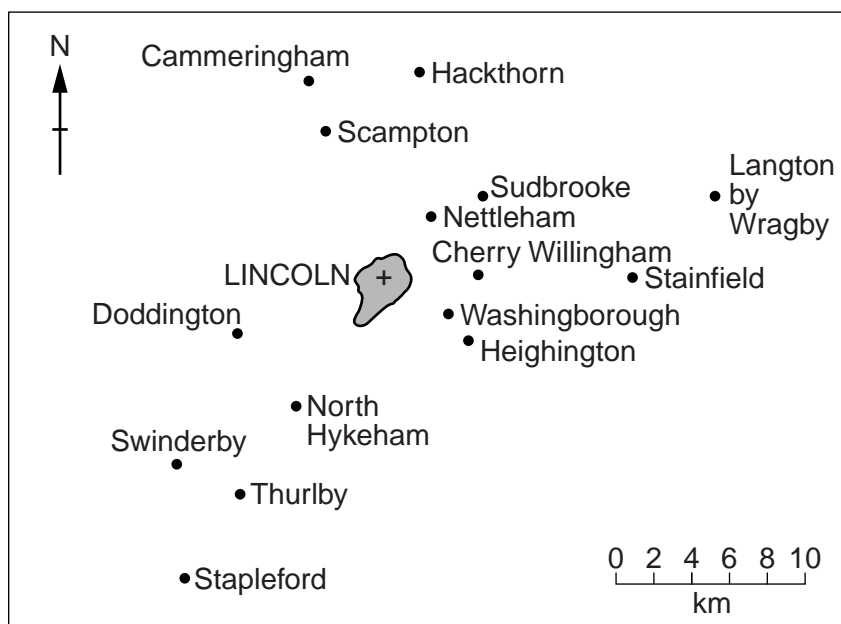 N
Cammeringham
Hackthorn
Scampton
Langton
by
Wragby
Sudbrooke
Nettleham
Cherry Willingham
LINCOLN
Stainfield
Doddington
Washingborough
Heighington
North
Hykeham
Swinderby
Thurlby
Stapleford
0 2 4 6 8 10
km